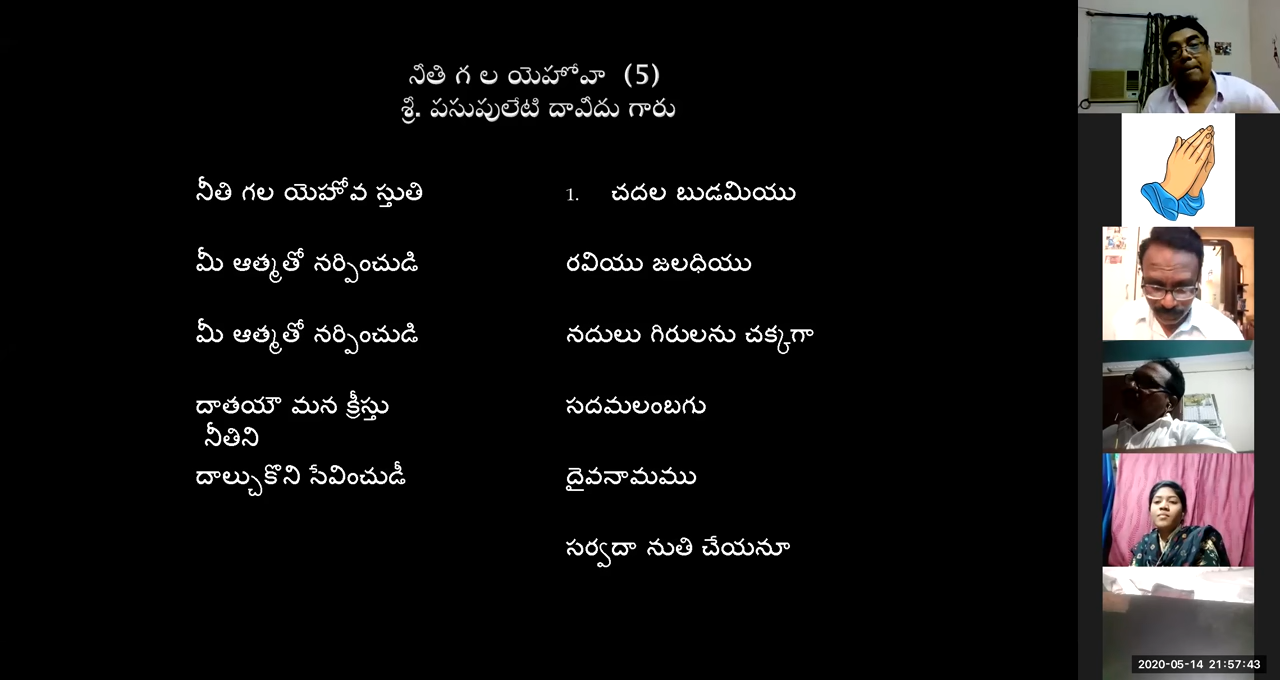 నీతి గ ల యెహోవా (5)
శ్రీ. పసుపులేటి దావీదు గారు
నీతి గల యెహోవ స్తుతి
మీ ఆత్మతో నర్పించుడి
మీ ఆత్మతో నర్పించుడి
దాతయౌ మన క్రీస్తు
నీతిని
దాల్చుకొని సేవించుడీ
1. చదల బుడమియు
రవియు జలధియు
నదులు గిరులను చక్కగా
సదమలంబగు
దైవనామము
సర్వదా నుతి చేయనూ
2020-05-14 21:57:43